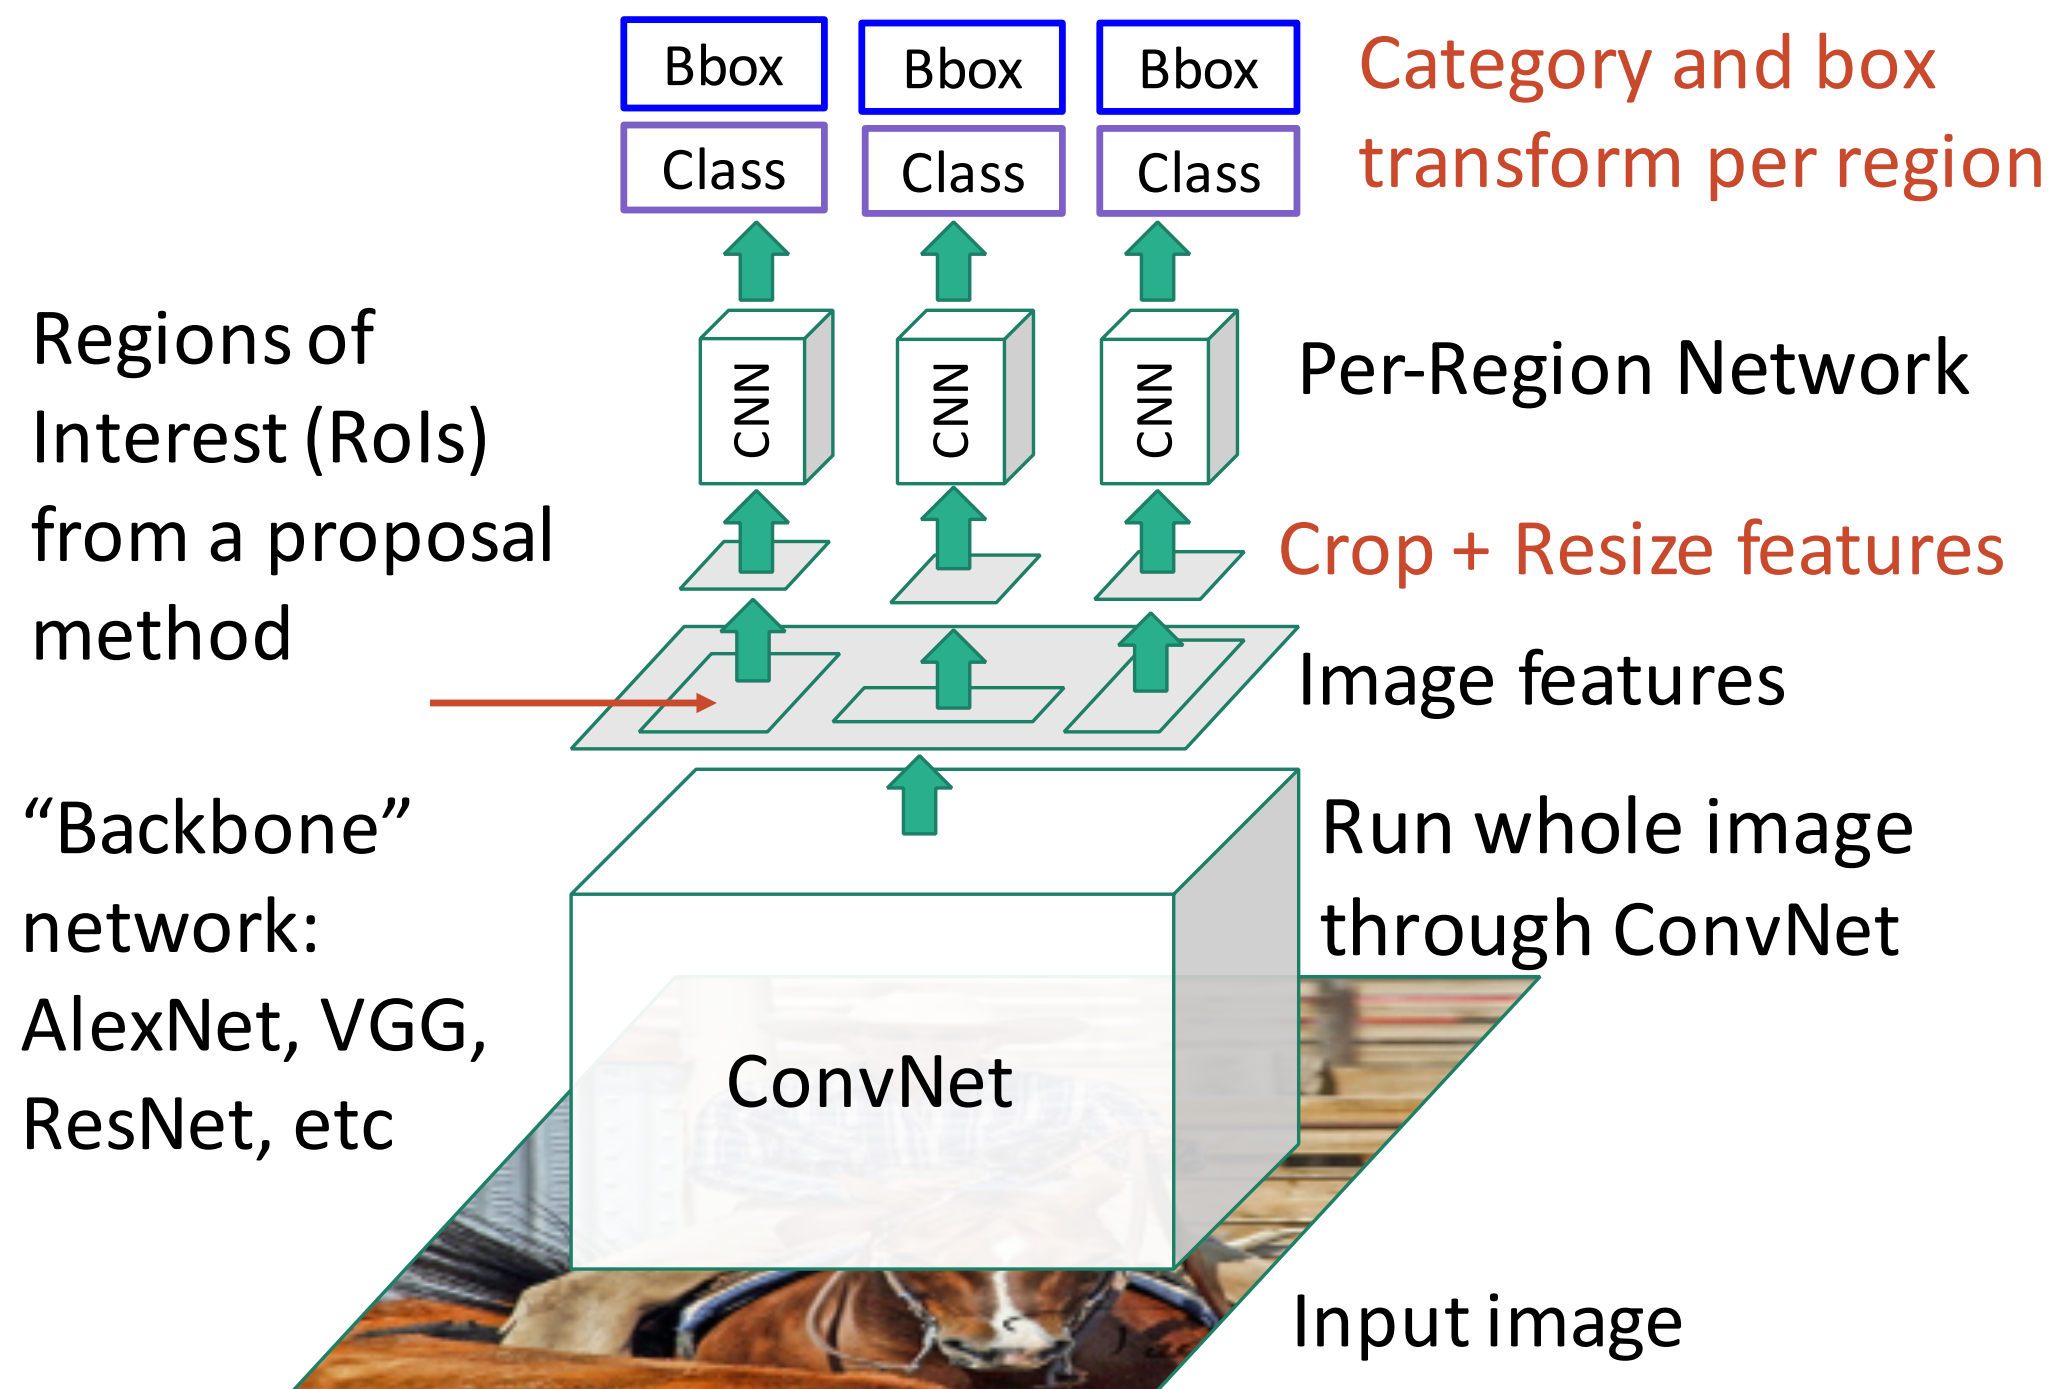 Bbox
Bbox
Bbox
Class
Class
Class
Category and box
transform per region
Regions of
Interest (RoIs)
from a proposal
method
CNN
CNN
CNN
Per-Region Network
Crop + Resize features
Image features
“Backbone”
network:
AlexNet, VGG,
ResNet, etc
Run whole image
through ConvNet
ConvNet
Input image